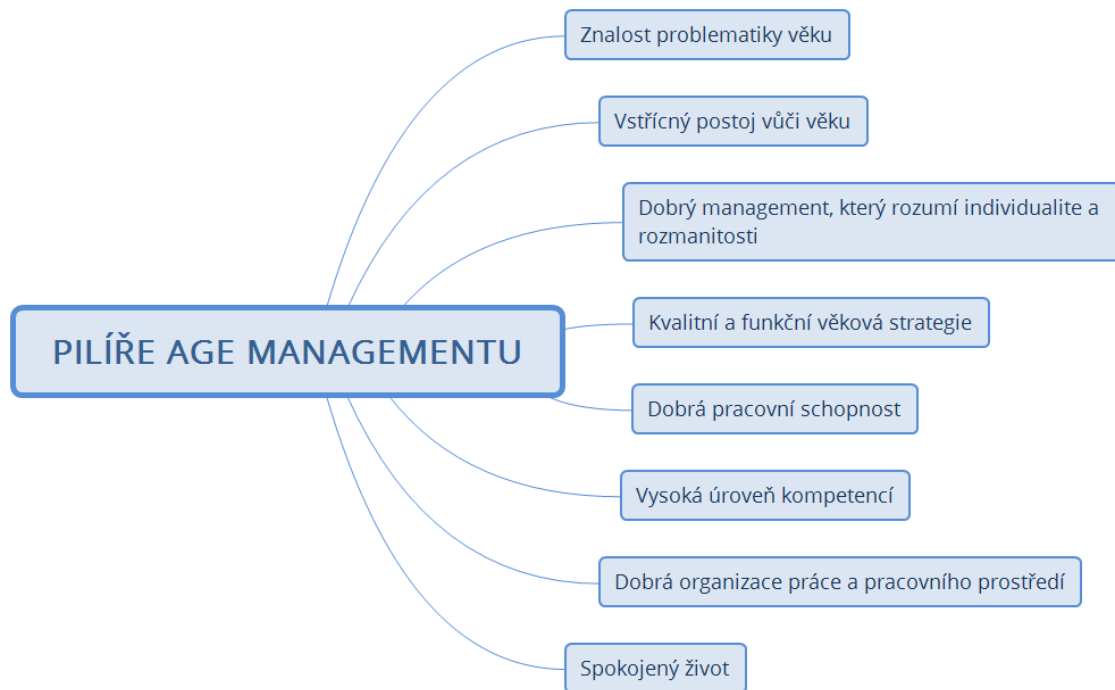 Znalost problematiky věku
Vstřícný postoj vůči věku
Dobrý management, který rozumí individualite a
rozmanitosti
PILÍŘE AGE MANAGEMENTU
Kvalitní a funkční věková strategie
Dobrá pracovní schopnost
Vysoká úroveň kompetencí
Dobrá organizace práce a pracovního prostředí
Spokojený život